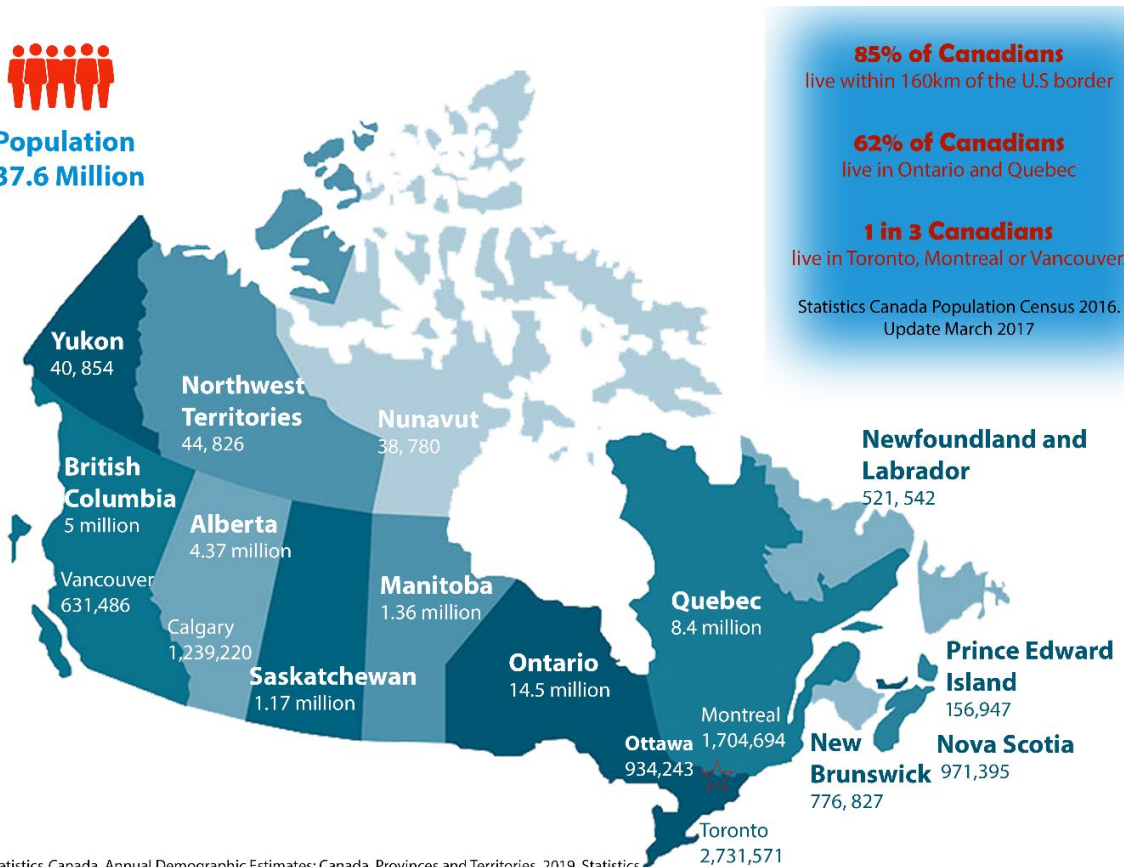 Population
37.6 Million
85% of Canadians
live within 160km of the U.S border
62% of Canadians
live in Ontario and Quebec
1 in 3 Canadians
live in Toronto, Montreal or Vancouver
Statistics Canada Population Census 2016.
Update March 2017
Yukon
40, 854
Northwest
Territories
44, 826
Nunavut
38, 780
British
Columbia
5 million
Vancouver
631,486
Alberta
4.37 million
Calgary
1,239,220
Saskatchewan
1.17 million
Manitoba
1.36 million
Ontario
14.5 million
Ottawa
934,243
Toronto
2,731,571
Quebec
8.4 million
Montreal
1,704,694
Newfoundland and
Labrador
521, 542
Prince Edward
Island
156,947
New
Brunswick
776, 827
Nova Scotia
971,395
Statistics Canada, Annual Demographic Estimates: Canada, Provinces and Territories, 2019, Statistics